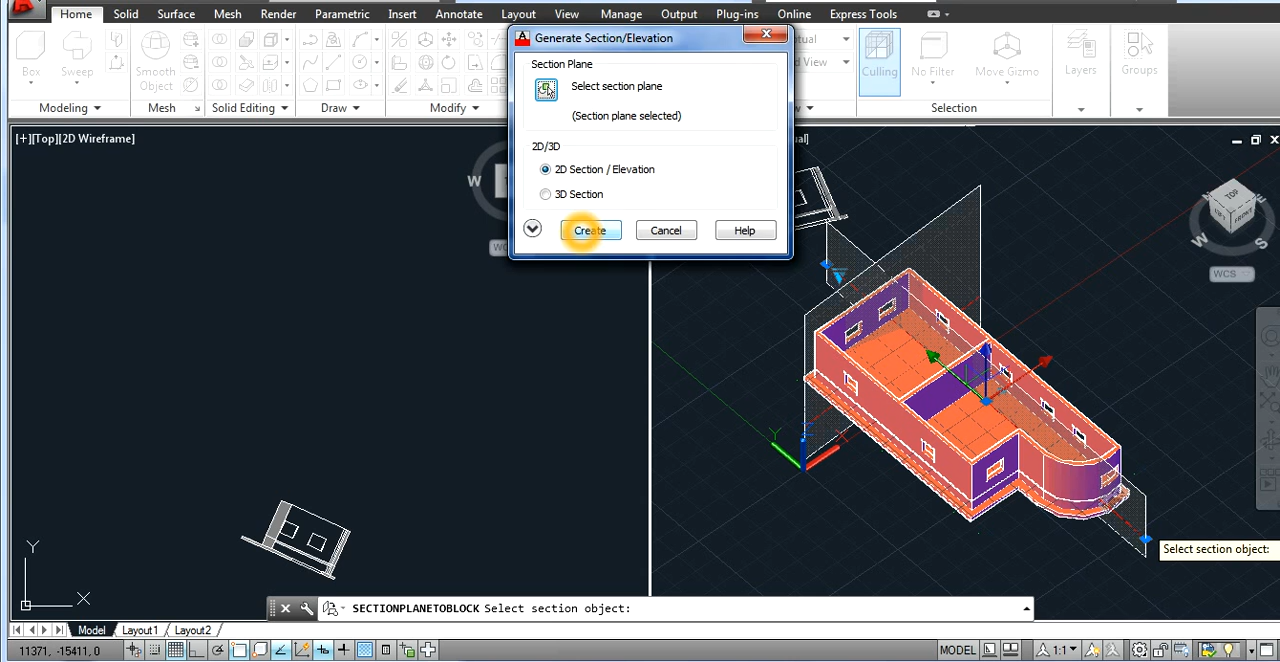 Home Solid Surface Mesh Render Parametric Insert Annotate Layout View Manage Output Plug-ins Online Express Tools
Generate Section/Elevation
Section Plane
Select section plane
(Section plane selected)
2D/3D
2D Section / Elevation
3D Section
Create Cancel Help
Box Sweep Smooth Object
Culling No Filter Move Gizmo Layers Groups
Modeling Mesh Solid Editing Draw Modify Selection
[+][Top][2D Wireframe]
W
TOP
FRONT
W S
WCS
Y
X
Y
X
Select section object:
SECTIONPLANETOBLOCK Select section object:
Model Layout1 Layout2
11371, -15411, 0 MODEL 1:1